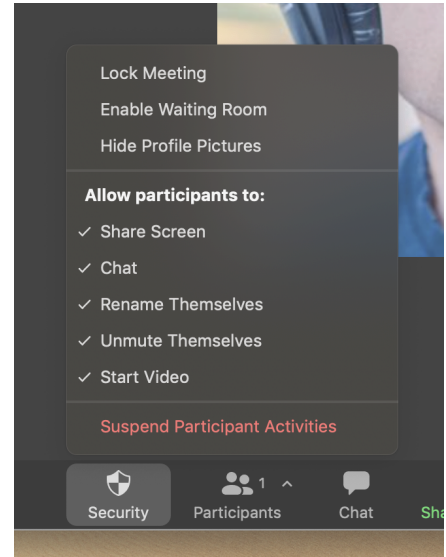 Lock Meeting
Enable Waiting Room
Hide Profile Pictures
Allow participants to:
Share Screen
Chat
Rename Themselves
Unmute Themselves
Start Video
Suspend Participant Activities
1
Security Participants Chat